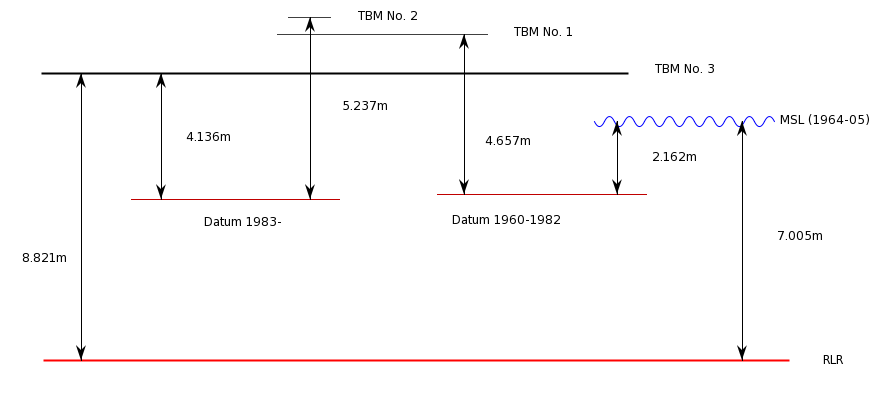 TBM No. 2
TBM No. 1
TBM No. 3
5.237m
MSL (1964-05)
4.136m
4.657m
2.162m
Datum 1983-
Datum 1960-1982
7.005m
8.821m
RLR